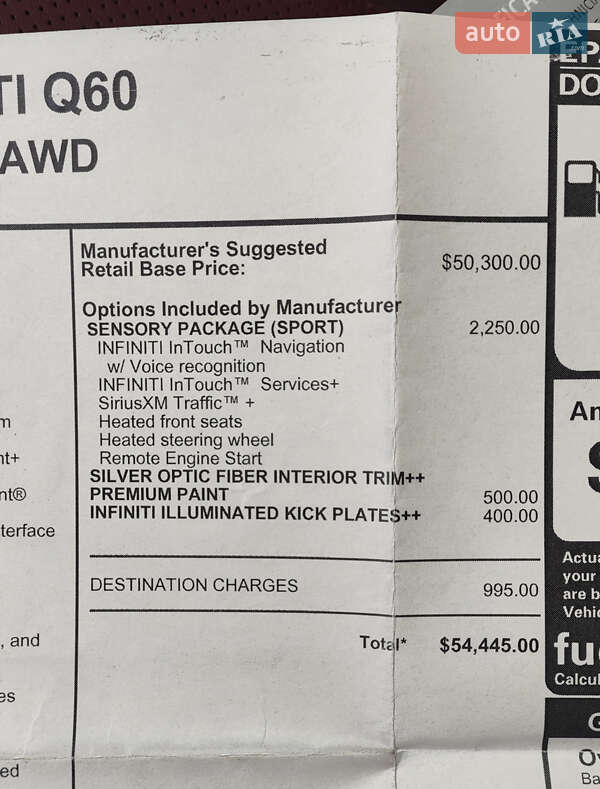 auto RIA .com
TI Q60
AWD
EPA
DO
Manufacturer's Suggested
Retail Base Price: $50,300.00
Options Included by Manufacturer
SENSORY PACKAGE (SPORT) 2,250.00
INFINITI InTouch™ Navigation
w/ Voice recognition
INFINITI InTouch™ Services+
SiriusXM Traffic™ +
Heated front seats
Heated steering wheel
Remote Engine Start
SILVER OPTIC FIBER INTERIOR TRIM++
PREMIUM PAINT 500.00
INFINITI ILLUMINATED KICK PLATES++ 400.00
DESTINATION CHARGES 995.00
Total* $54,445.00
m
nt+
nt®
terface
, and
es
ed
An
Actua
your
are b
Vehic
fu
Calcul
G
Ov
Ba